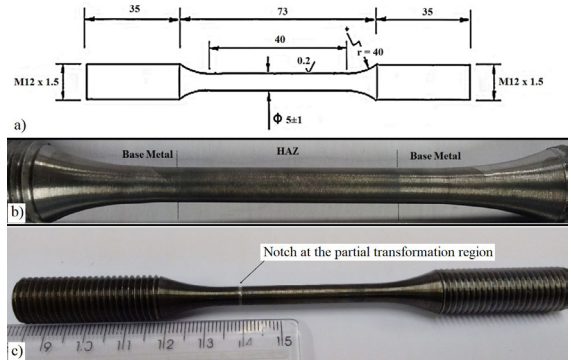 35
73
35
40
0.2
r = 40
M12 x 1.5
M12 x 1.5
Φ 5±1
a)
Base Metal
HAZ
Base Metal
b)
Notch at the partial transformation region
c)
9 10 11 12 13 14 15